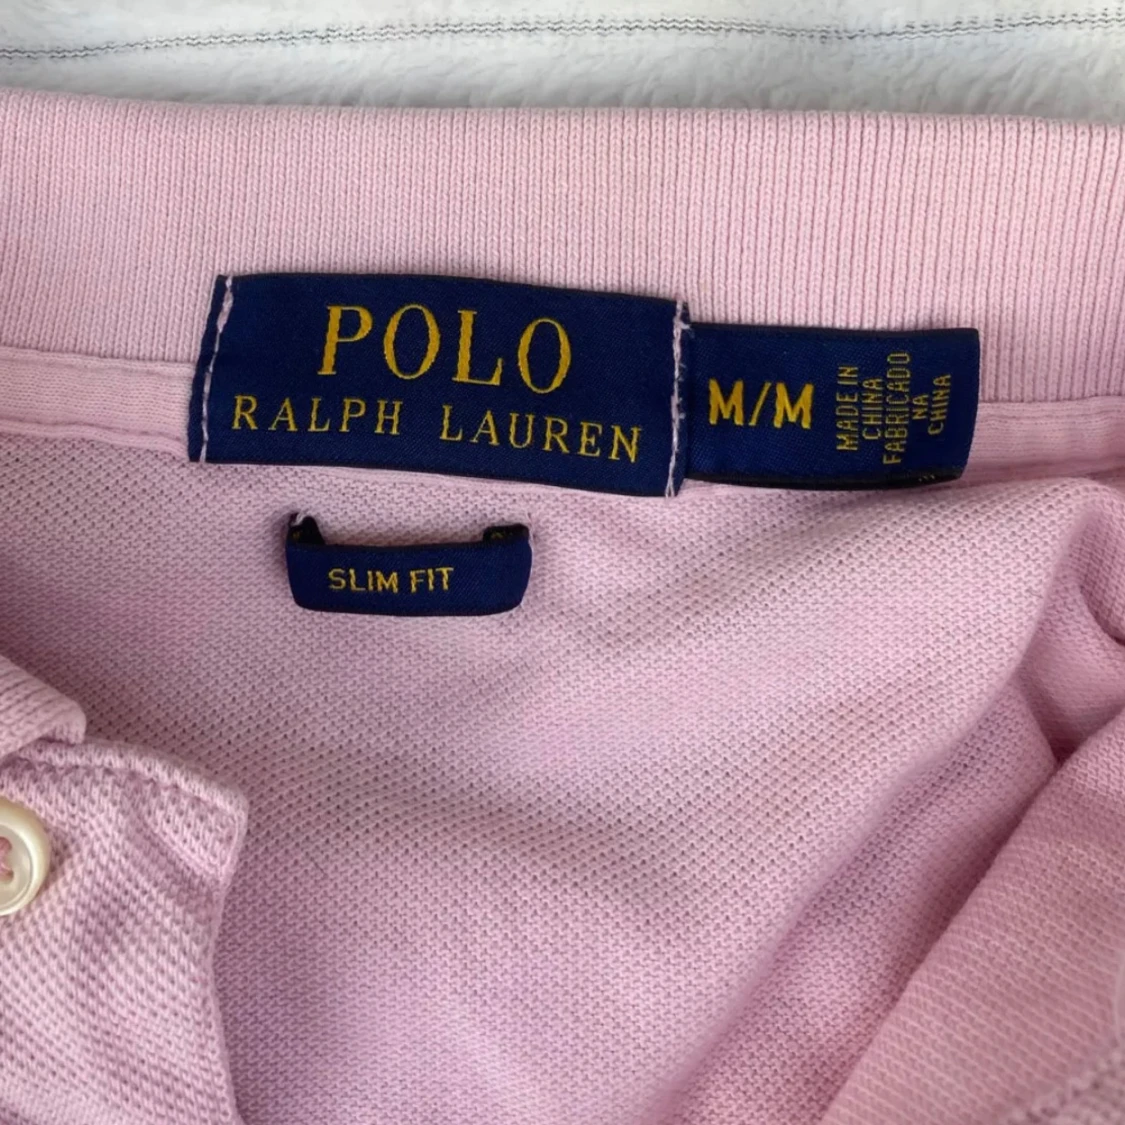 POLO
RALPH LAUREN
M/M
MADE IN
CHINA
FABRICADO
NA
CHINA
SLIM FIT